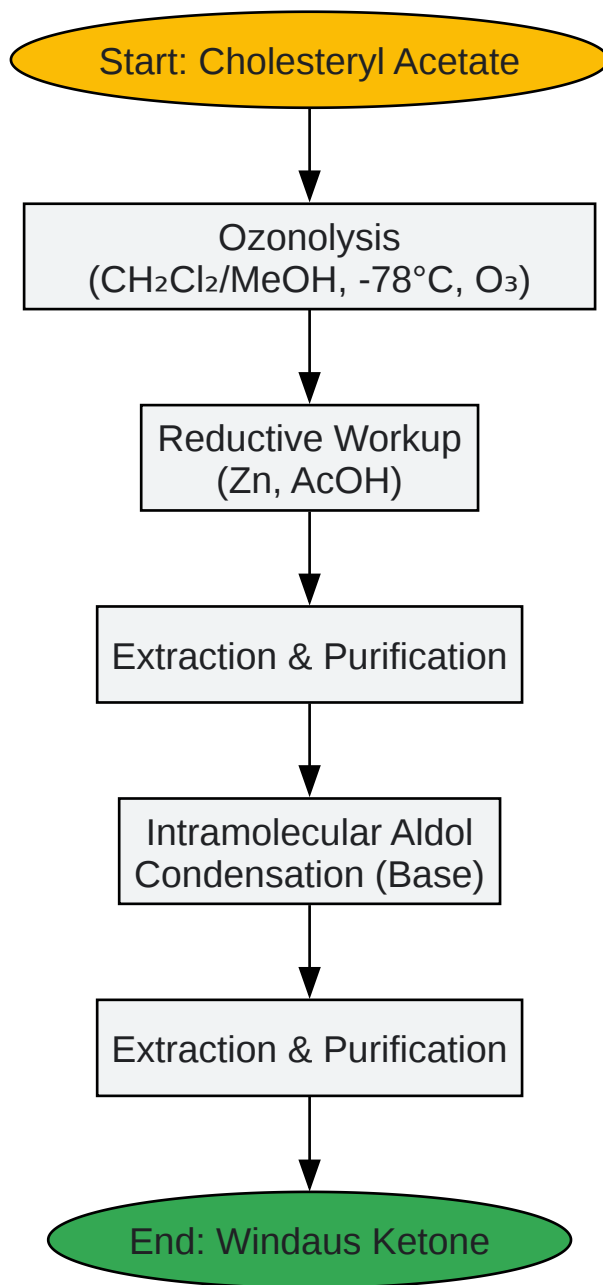 Start: Cholesteryl Acetate
Ozonolysis
(CH₂Cl₂/MeOH, -78°C, O₃)
Reductive Workup
(Zn, AcOH)
Extraction & Purification
Intramolecular Aldol
Condensation (Base)
Extraction & Purification
End: Windaus Ketone